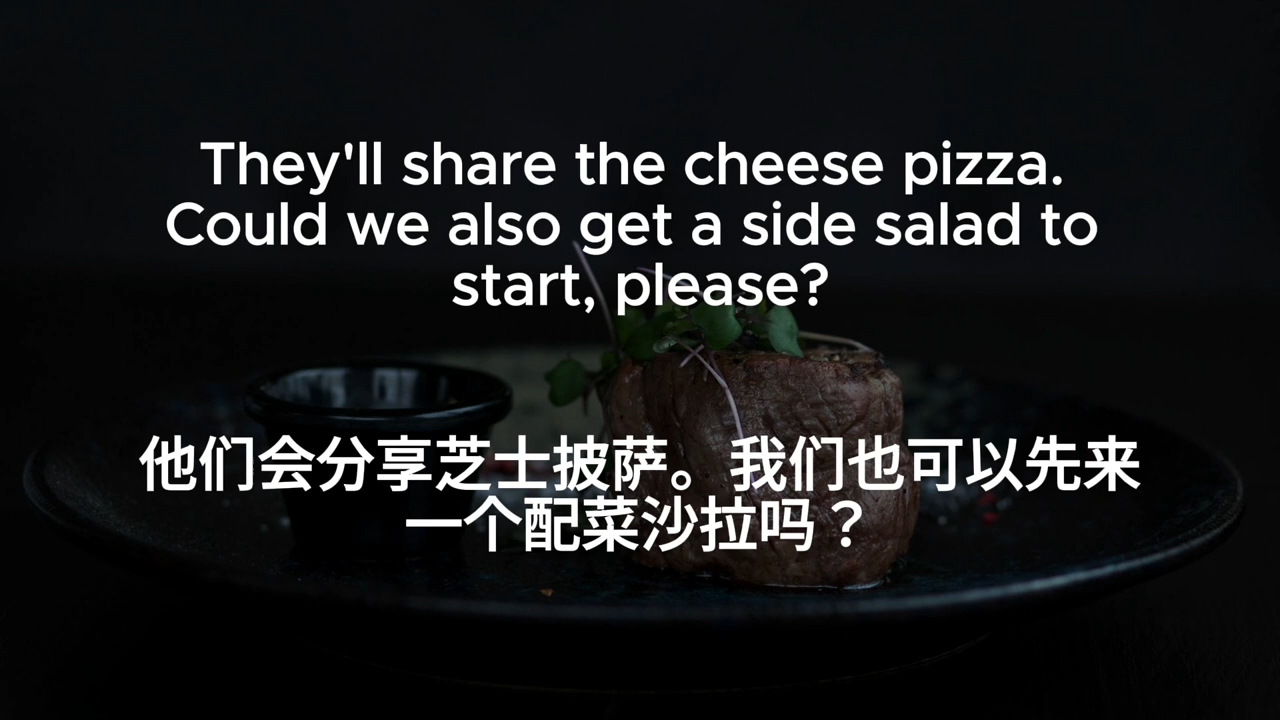 They'll share the cheese pizza.
Could we also get a side salad to
start, please?
他们会分享芝士披萨。我们也可以先来
一个配菜沙拉吗？